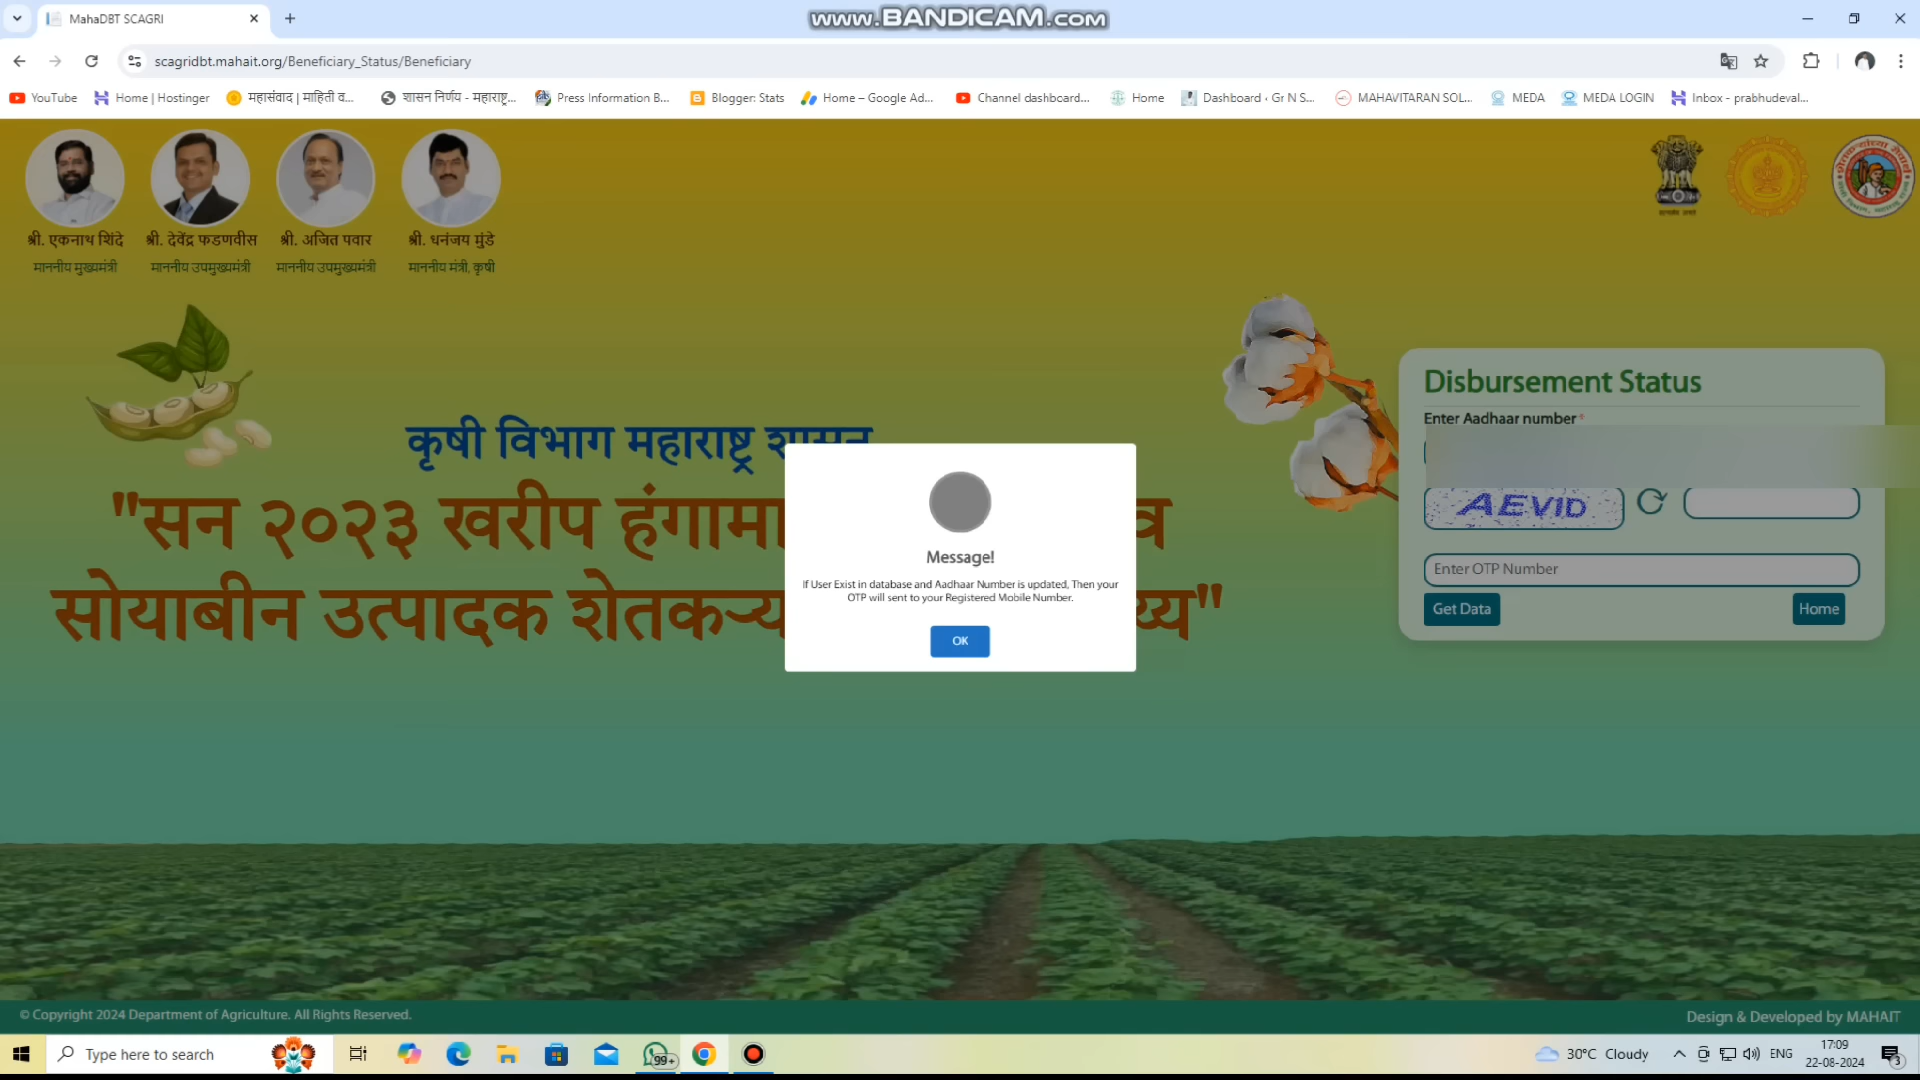 www.BANDICAM.com
MahaDBT SCAGRI
scagridbt.mahait.org/Beneficiary_Status/Beneficiary
YouTube
Home | Hostinger
महासंवाद | माहिती व...
शासन निर्णय - महाराष्ट्र...
Press Information B...
Blogger: Stats
Home – Google Ad...
Channel dashboard...
Home
Dashboard ‹ Gr N S...
MAHAVITARAN SOL...
MEDA
MEDA LOGIN
Inbox - prabhudeval...
श्री. एकनाथ शिंदे
माननीय मुख्यमंत्री
श्री. देवेंद्र फडणवीस
माननीय उपमुख्यमंत्री
श्री. अजित पवार
माननीय उपमुख्यमंत्री
श्री. धनंजय मुंडे
माननीय मंत्री, कृषी
कृषी विभाग महाराष्ट्र शासन
"सन २०२३ खरीप हंगामा
व
सोयाबीन उत्पादक शेतकऱ्य
य्य"
Message!
If User Exist in database and Aadhaar Number is updated, Then your
OTP will sent to your Registered Mobile Number.
OK
Disbursement Status
Enter Aadhaar number *
AEVID
Enter OTP Number
Get Data
Home
© Copyright 2024 Department of Agriculture. All Rights Reserved.
Design & Developed by MAHAIT
Type here to search
99+
30°C Cloudy
ENG
17:09
22-08-2024
3